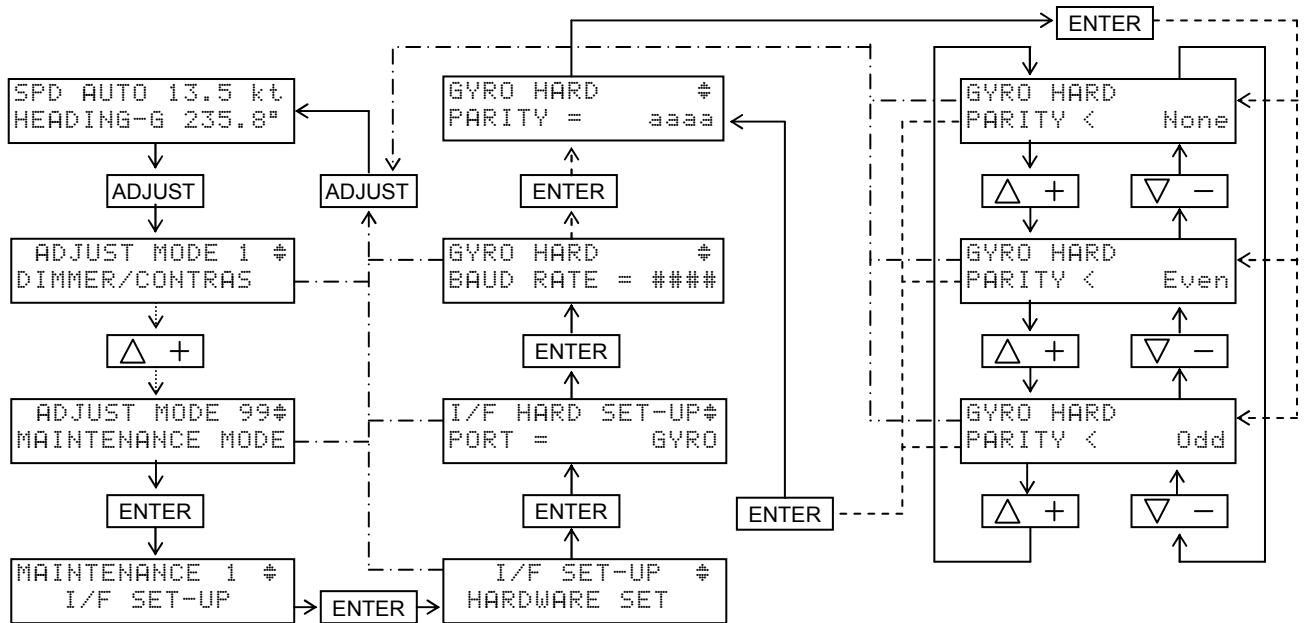 SPD AUTO 13.5 kt
HEADING-G 235.8°
ADJUST
ADJUST MODE 1 ≑
DIMMER/CONTRAS
△ +
ADJUST MODE 99≑
MAINTENANCE MODE
ENTER
MAINTENANCE 1 ≑
I/F SET-UP
ENTER
ADJUST
GYRO HARD ≑
PARITY = aaaa
ENTER
GYRO HARD ≑
BAUD RATE = ####
ENTER
I/F HARD SET-UP≑
PORT = GYRO
ENTER
I/F SET-UP ≑
HARDWARE SET
ENTER
ENTER
GYRO HARD
PARITY < None
△ +
▽ −
GYRO HARD
PARITY < Even
△ +
▽ −
GYRO HARD
PARITY < Odd
△ +
▽ −